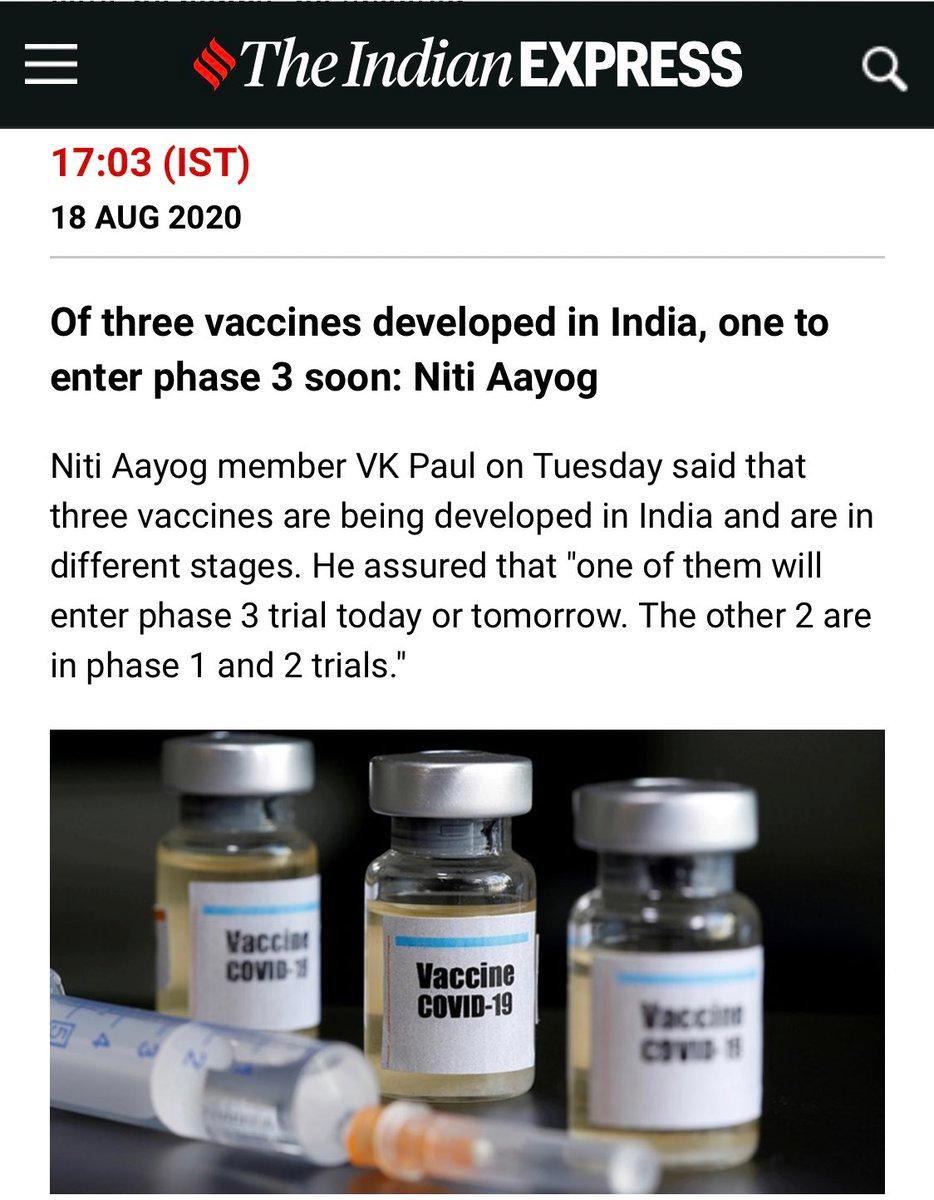 The Indian EXPRESS
17:03 (IST)
18 AUG 2020
Of three vaccines developed in India, one to
enter phase 3 soon: Niti Aayog
Niti Aayog member VK Paul on Tuesday said that
three vaccines are being developed in India and are in
different stages. He assured that "one of them will
enter phase 3 trial today or tomorrow. The other 2 are
in phase 1 and 2 trials."
Vaccine
COVID-19
Vaccine
COVID-19
Vaccine
COVID-19
5 4 3 2